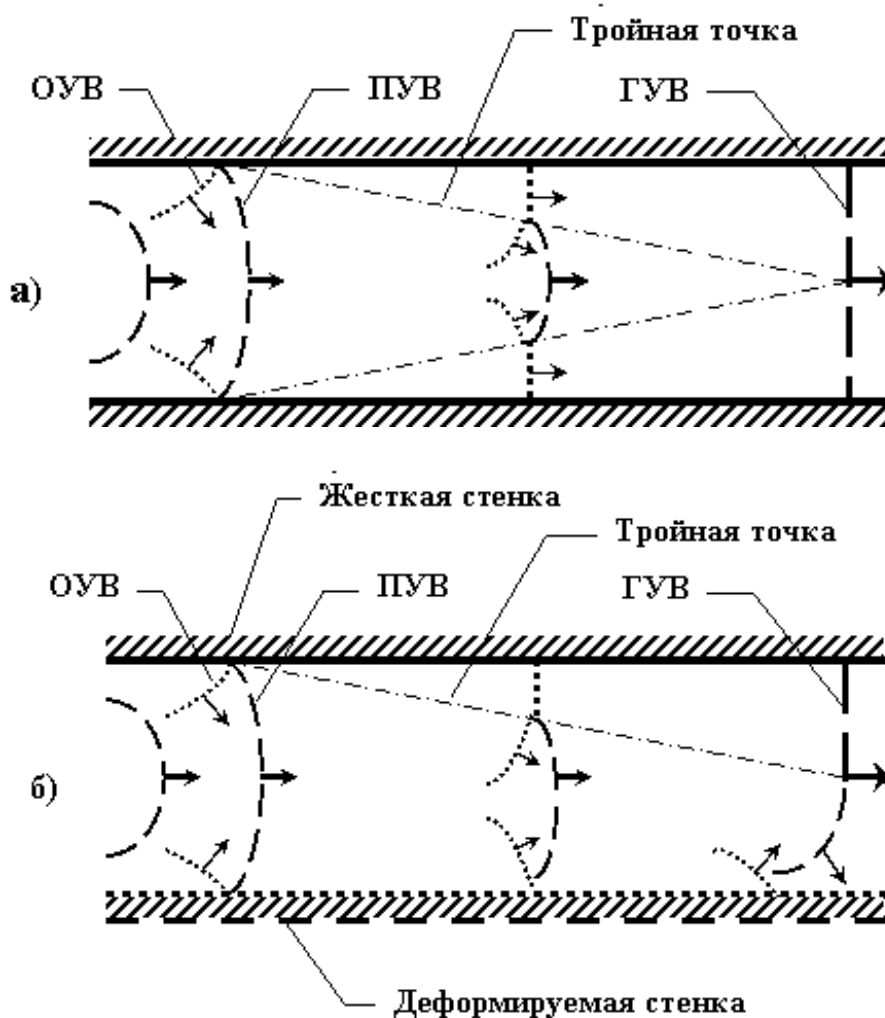 Тройная точка
ОУВ
ПУВ
ГУВ
а)
Жесткая стенка
Тройная точка
ОУВ
ПУВ
ГУВ
б)
Деформируемая стенка